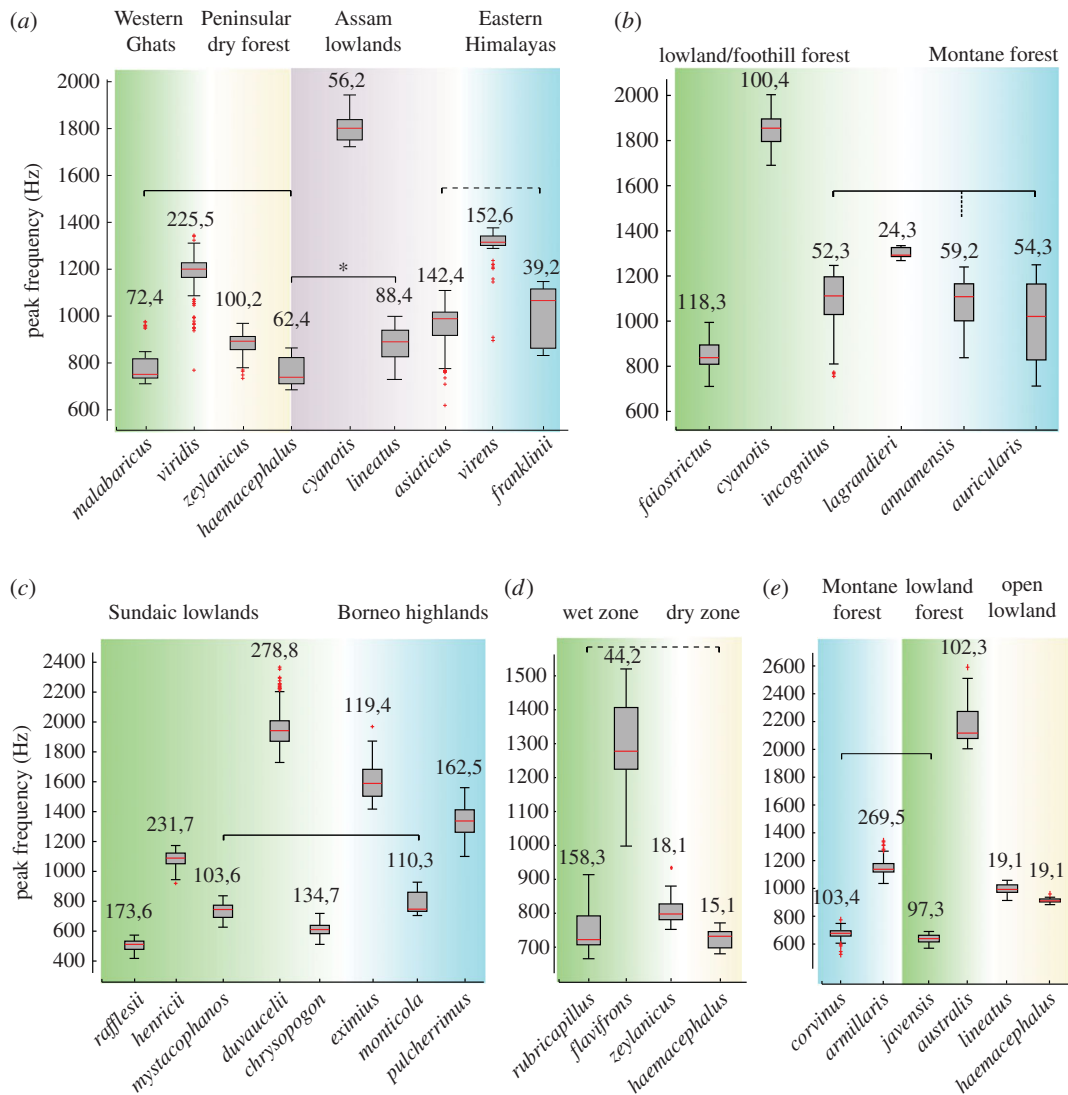 (a)
Western Ghats
Peninsular dry forest
Assam lowlands
Eastern Himalayas
peak frequency (Hz)
2000
1800
1600
1400
1200
1000
800
600
72,4
225,5
100,2
62,4
56,2
*
88,4
142,4
152,6
39,2
malabaricus
viridis
zeylanicus
haemacephalus
cyanotis
lineatus
asiaticus
virens
franklinii
(b)
lowland/foothill forest
Montane forest
2000
1800
1600
1400
1200
1000
800
600
118,3
100,4
52,3
24,3
59,2
54,3
faiostrictus
cyanotis
incognitus
lagrandieri
annamensis
auricularis
(c)
Sundaic lowlands
Borneo highlands
peak frequency (Hz)
2400
2200
2000
1800
1600
1400
1200
1000
800
600
400
173,6
231,7
103,6
278,8
134,7
119,4
110,3
162,5
rafflesii
henricii
mystacophanos
duvaucelii
chrysopogon
eximius
monticola
pulcherrimus
(d)
wet zone
dry zone
1500
1400
1300
1200
1100
1000
900
800
700
158,3
44,2
18,1
15,1
rubricapillus
flavifrons
zeylanicus
haemacephalus
(e)
Montane forest
lowland forest
open lowland
2600
2400
2200
2000
1800
1600
1400
1200
1000
800
600
103,4
269,5
97,3
102,3
19,1
19,1
corvinus
armillaris
javensis
australis
lineatus
haemacephalus